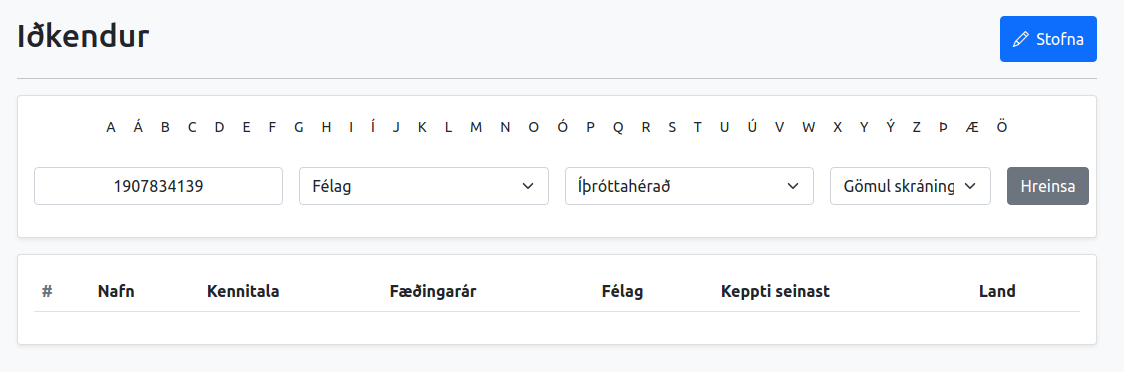 Iðkendur
Stofna
A Á B C D E F G H I Í J K L M N O Ó P Q R S T U Ú V W X Y Ý Z Þ Æ Ö
1907834139 Félag Íþróttahérað Gömul skráning Hreinsa
# Nafn Kennitala Fæðingarár Félag Keppti seinast Land